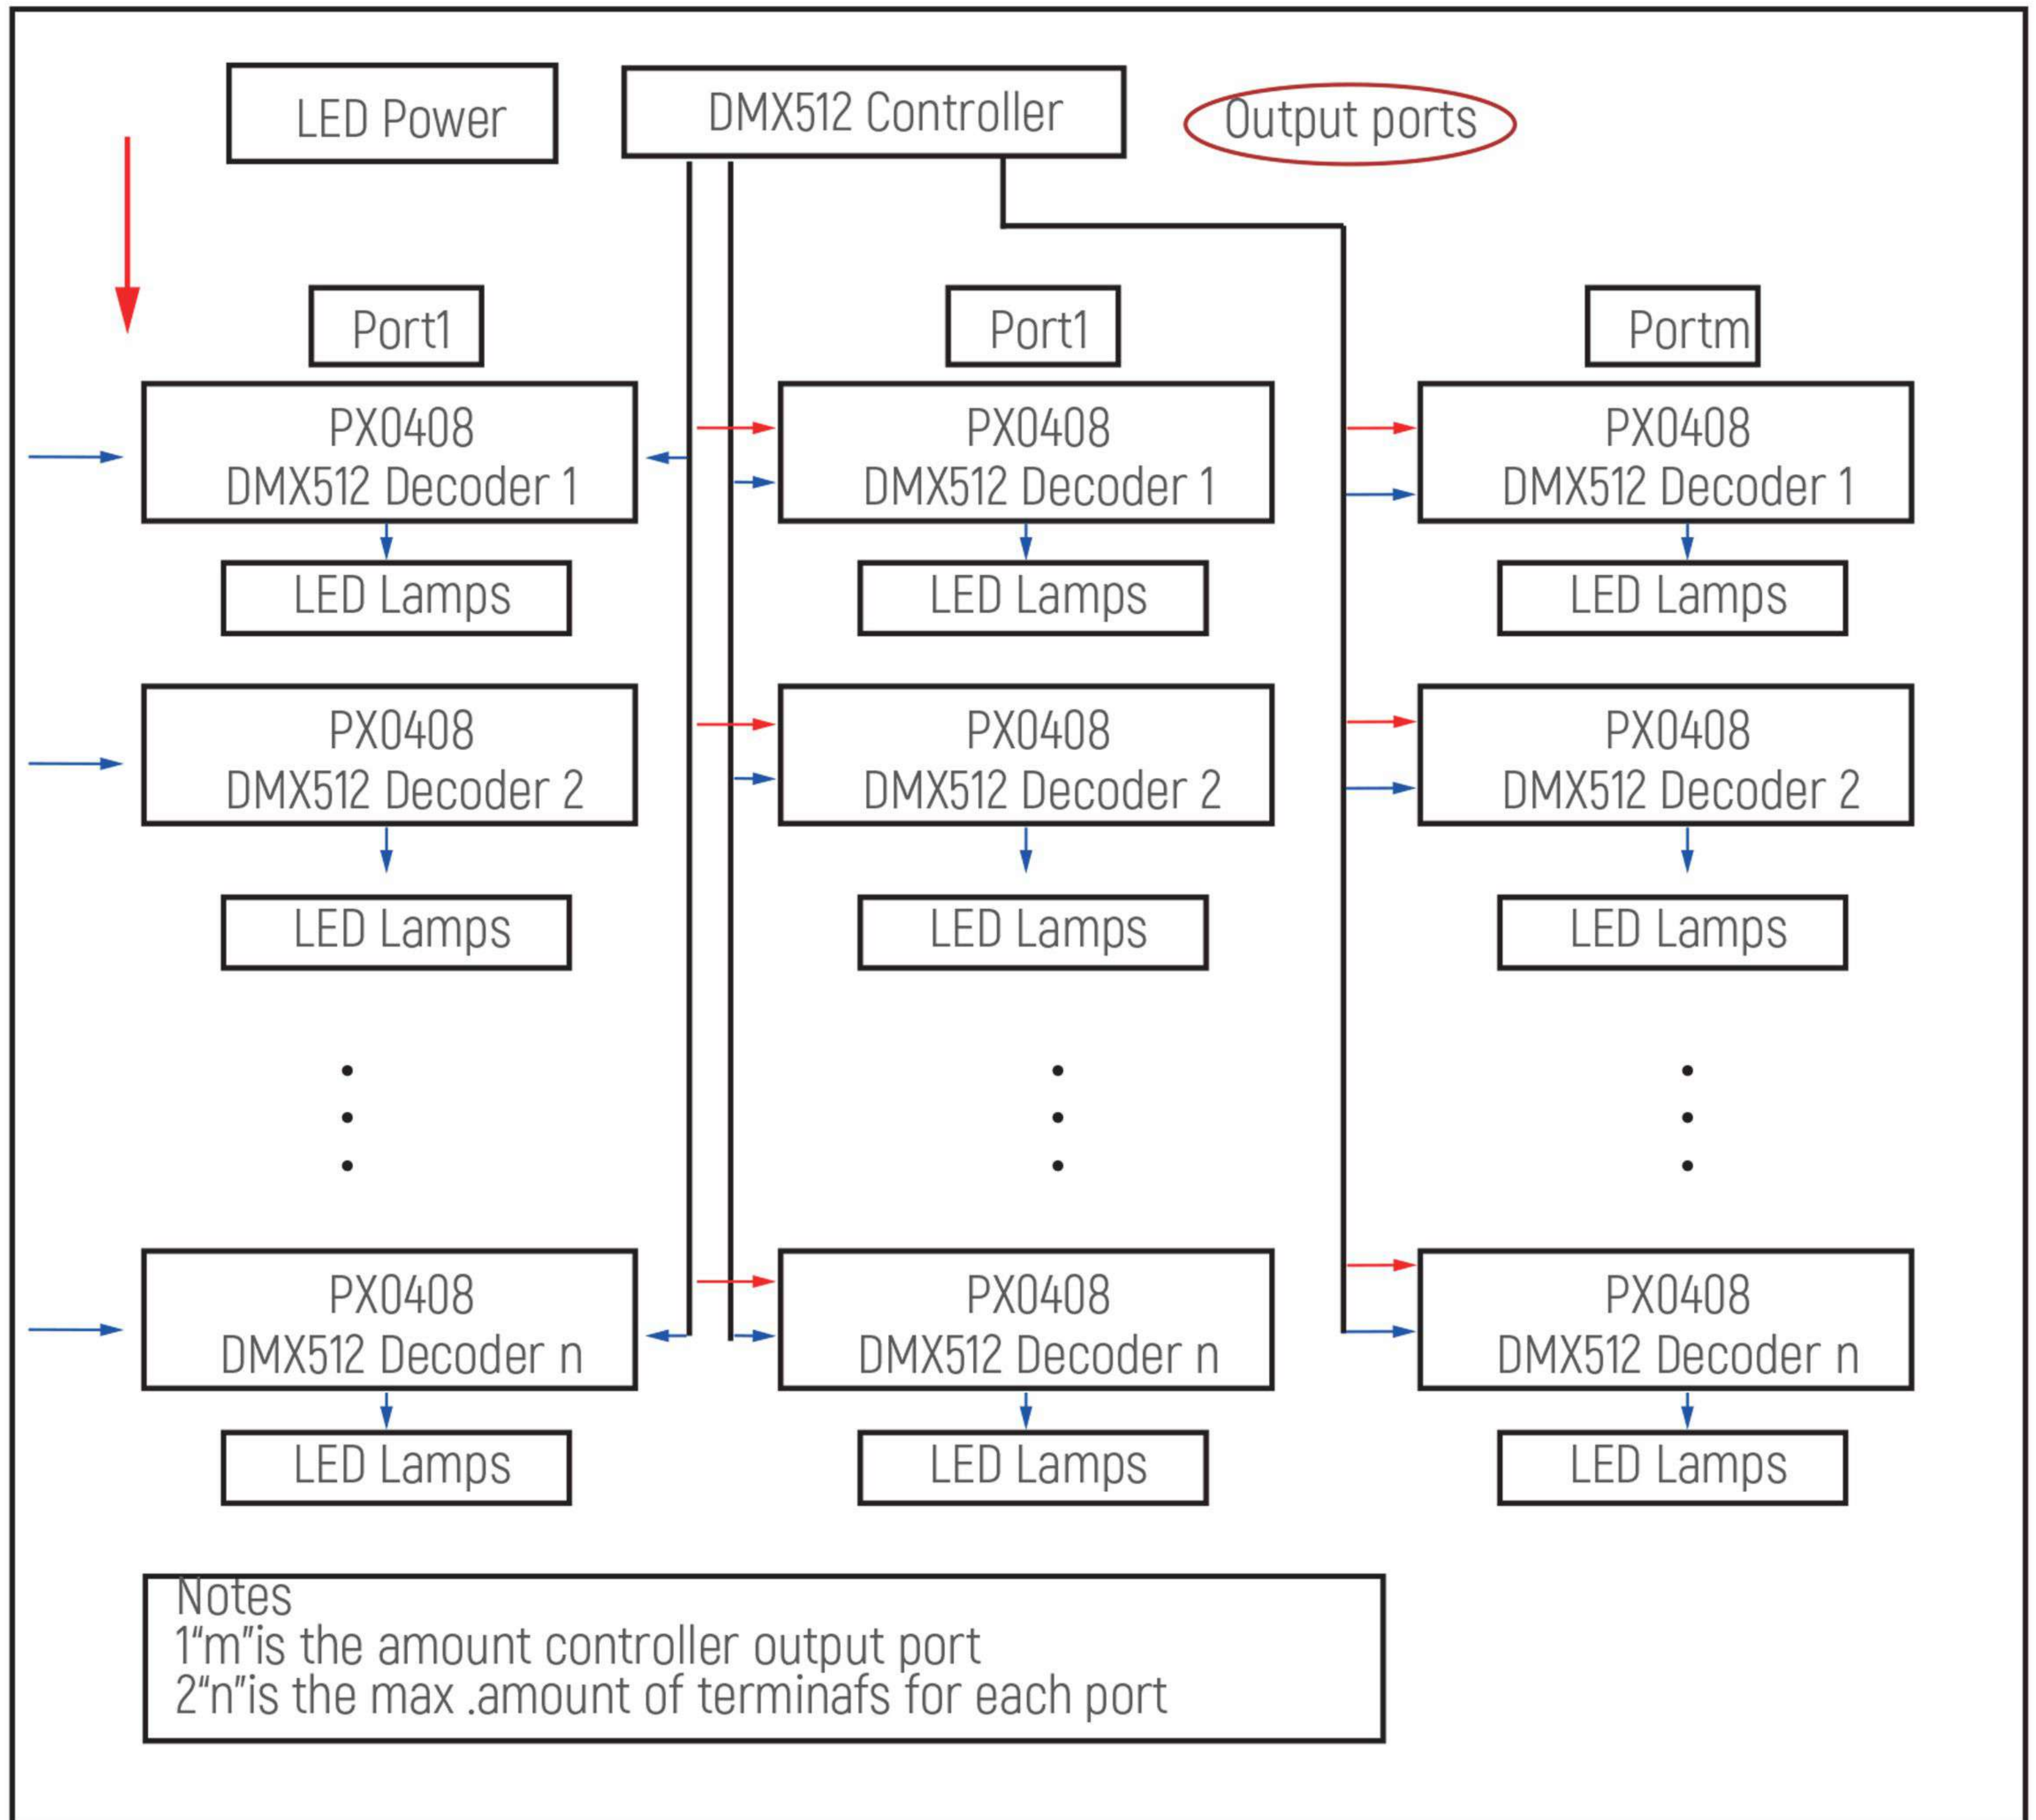 LED Power
DMX512 Controller
Output ports
Port1
Port1
Portm
PX0408
DMX512 Decoder 1
PX0408
DMX512 Decoder 1
PX0408
DMX512 Decoder 1
LED Lamps
LED Lamps
LED Lamps
PX0408
DMX512 Decoder 2
PX0408
DMX512 Decoder 2
PX0408
DMX512 Decoder 2
LED Lamps
LED Lamps
LED Lamps
PX0408
DMX512 Decoder n
PX0408
DMX512 Decoder n
PX0408
DMX512 Decoder n
LED Lamps
LED Lamps
LED Lamps
Notes
1“m”is the amount controller output port
2“n”is the max .amount of terminafs for each port